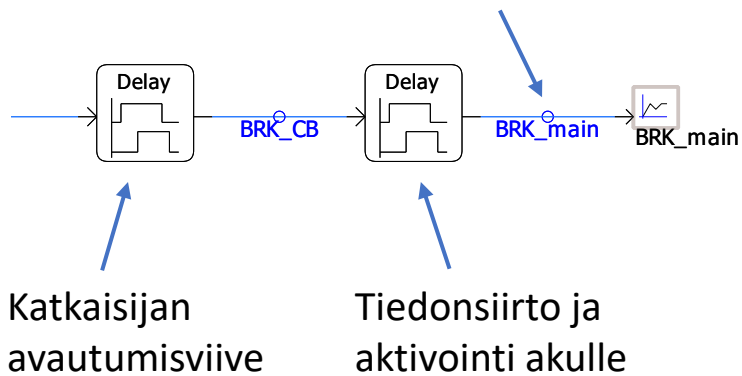 Delay
Delay
BRK_CB
BRK_main
BRK_main
Katkaisijan
avautumisviive
Tiedonsiirto ja
aktivointi akulle